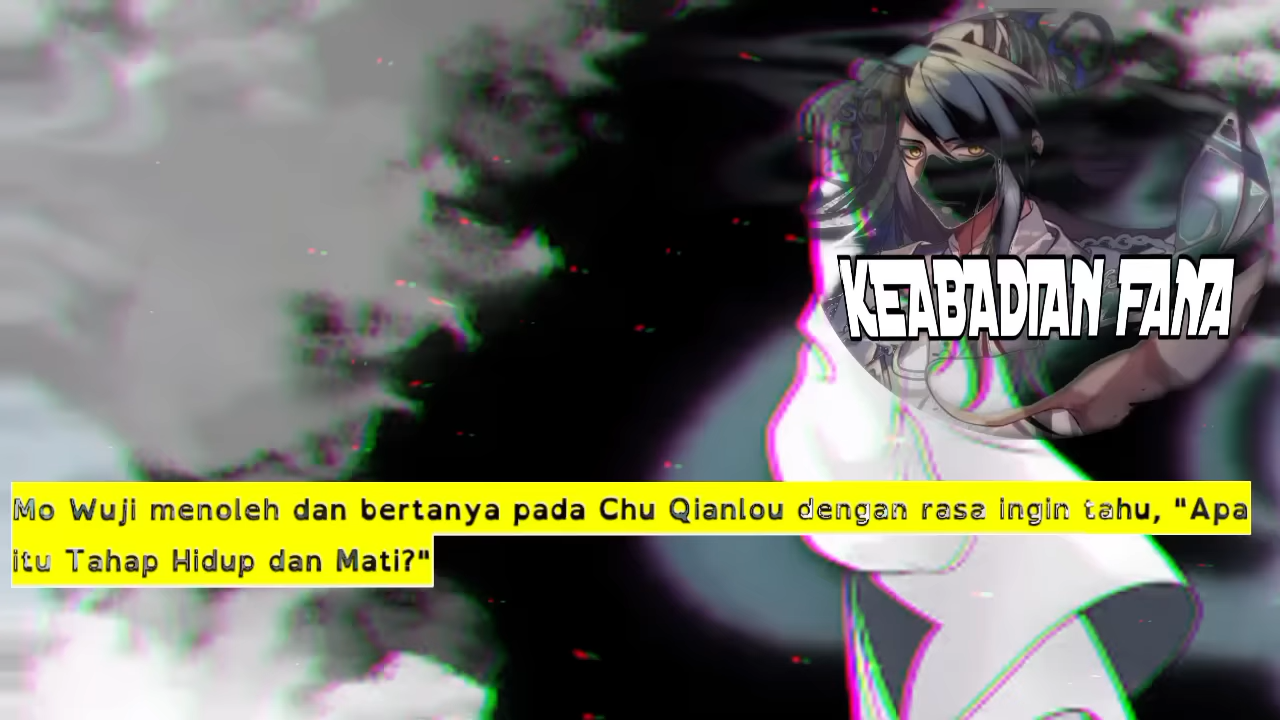 KEABADIAN FANA
Mo Wuji menoleh dan bertanya pada Chu Qianlou dengan rasa ingin tahu, "Apa
itu Tahap Hidup dan Mati?"